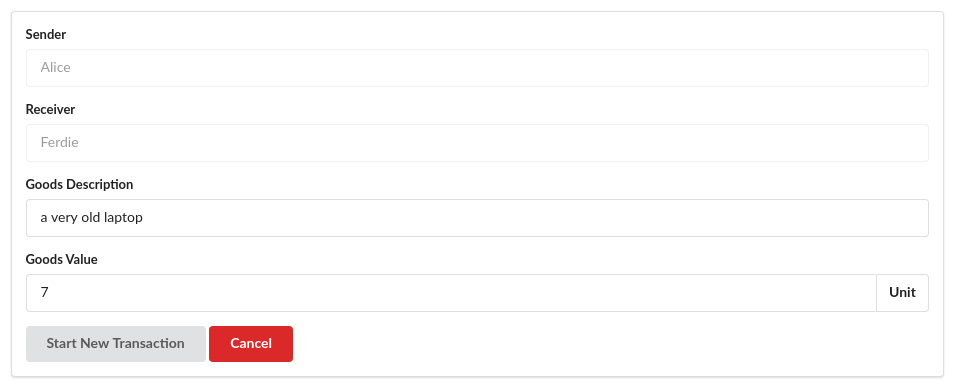 Sender
Alice
Receiver
Ferdie
Goods Description
a very old laptop
Goods Value
7 Unit
Start New Transaction Cancel